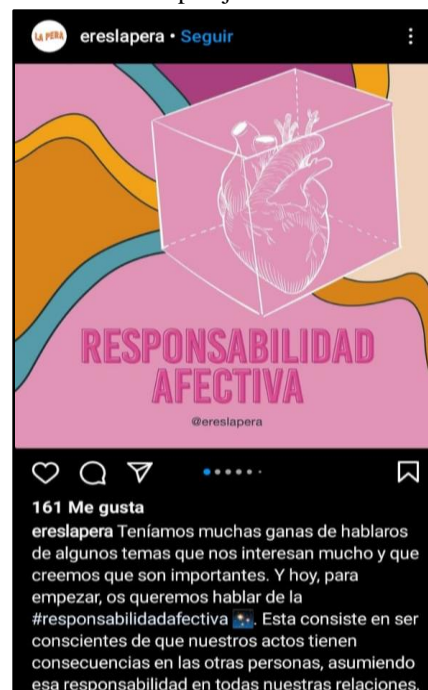 LA PERA
ereslapera • Seguir
RESPONSABILIDAD
AFECTIVA
@ereslapera
161 Me gusta
ereslapera Teníamos muchas ganas de hablaros
de algunos temas que nos interesan mucho y que
creemos que son importantes. Y hoy, para
empezar, os queremos hablar de la
#responsabilidadafectiva 🌠. Esta consiste en ser
conscientes de que nuestros actos tienen
consecuencias en las otras personas, asumiendo
esa responsabilidad en todas nuestras relaciones.